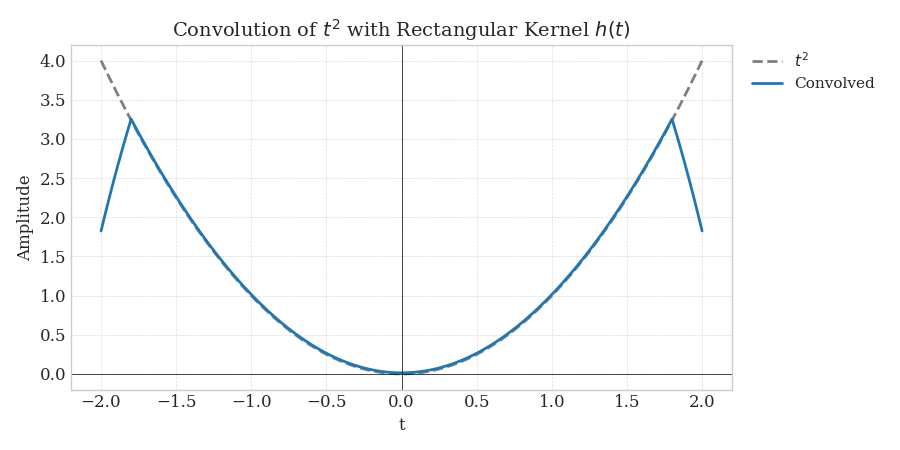 Convolution of $t^2$ with Rectangular Kernel $h(t)$
4.0
3.5
3.0
2.5
2.0
1.5
1.0
0.5
0.0
Amplitude
−2.0 −1.5 −1.0 −0.5 0.0 0.5 1.0 1.5 2.0
t
$t^2$
Convolved